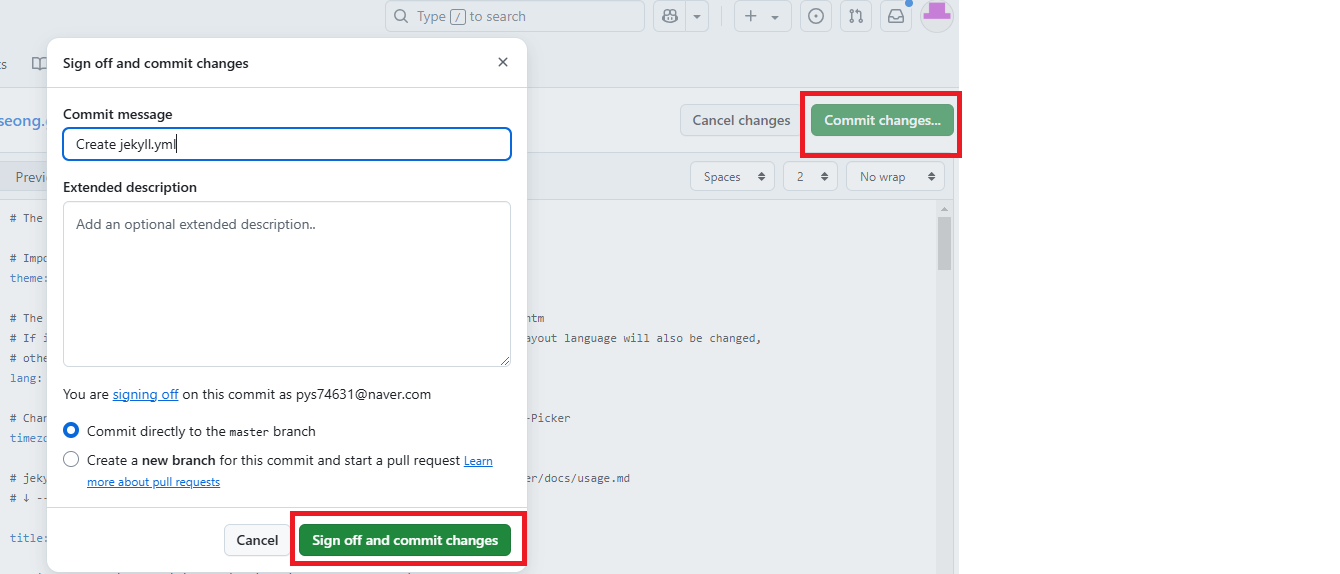 Type / to search
Sign off and commit changes
ts
Commit message
seong.
Cancel changes
Commit changes...
Create jekyll.yml
Previ
Spaces
2
No wrap
Extended description
Add an optional extended description..
# The
# Impo
theme:
# The
htm
# If i
ayout language will also be changed,
# othe
lang:
You are signing off on this commit as pys74631@naver.com
# Chan
-Picker
Commit directly to the master branch
timezo
Create a new branch for this commit and start a pull request Learn
more about pull requests
# jeky
er/docs/usage.md
# ↓ --
title:
Cancel
Sign off and commit changes